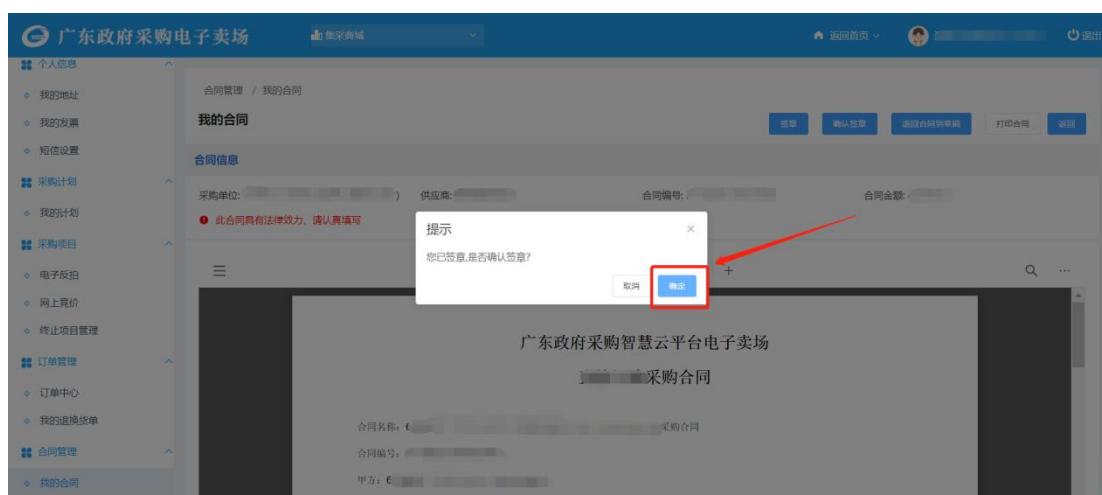 广东政府采购电子卖场
集采商城
返回首页
退出
个人信息
我的地址
我的发票
短信设置
采购计划
我的计划
采购项目
电子反拍
网上竞价
终止项目管理
订单管理
订单中心
我的退换货单
合同管理
我的合同
合同管理 / 我的合同
我的合同
签章 确认签章 退回合同到草稿 打印合同 返回
合同信息
采购单位: ) 供应商: 合同编号: 合同金额:
此合同具有法律效力，请认真填写
提示
您已签章,是否确认签章?
取消 确定
广东政府采购智慧云平台电子卖场
采购合同
合同名称: 采购合同
合同编号:
甲方: